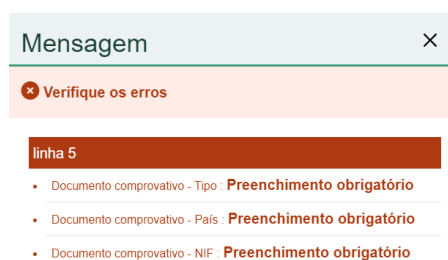 Mensagem
Verifique os erros
linha 5
Documento comprovativo - Tipo : Preenchimento obrigatório
Documento comprovativo - País : Preenchimento obrigatório
Documento comprovativo - NIF : Preenchimento obrigatório